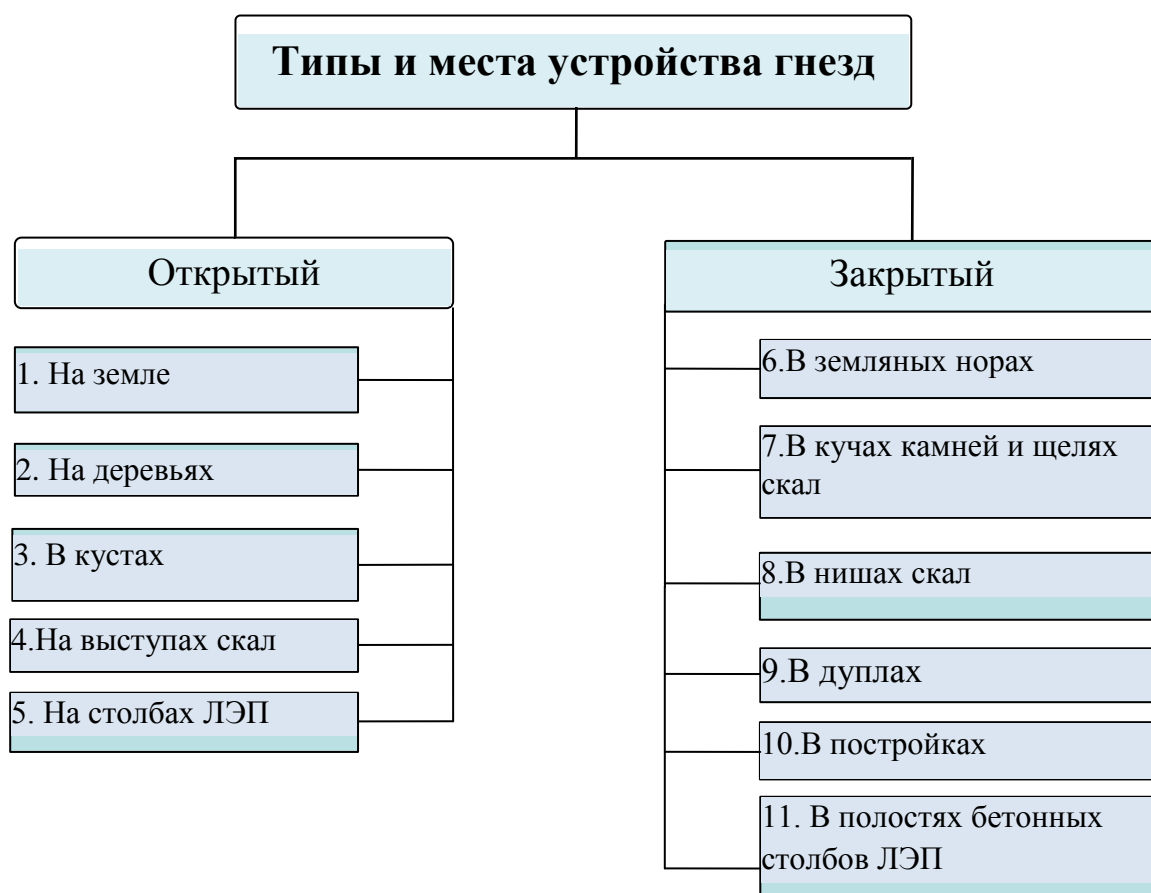 Типы и места устройства гнезд
Открытый
1. На земле
2. На деревьях
3. В кустах
4.На выступах скал
5. На столбах ЛЭП
Закрытый
6.В земляных норах
7.В кучах камней и щелях
скал
8.В нишах скал
9.В дуплах
10.В постройках
11. В полостях бетонных
столбов ЛЭП